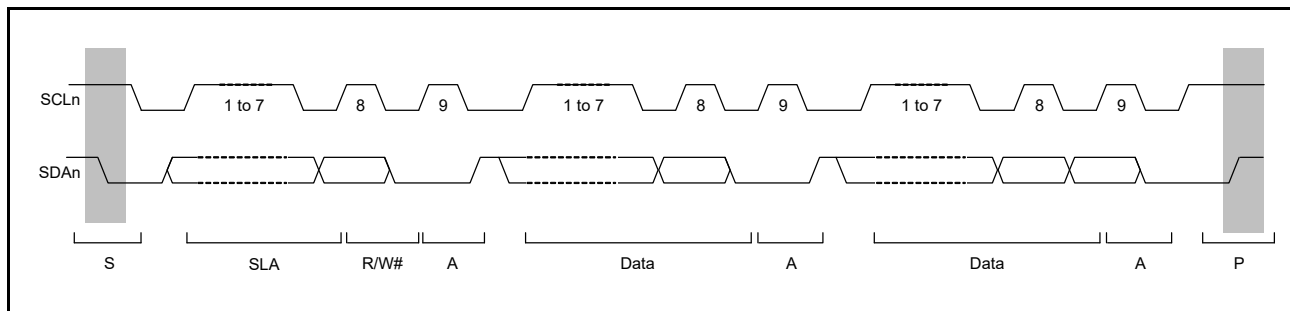 SCLn 1 to 7 8 9 1 to 7 8 9 1 to 7 8 9
SDAn
S SLA R/W# A Data A Data A P